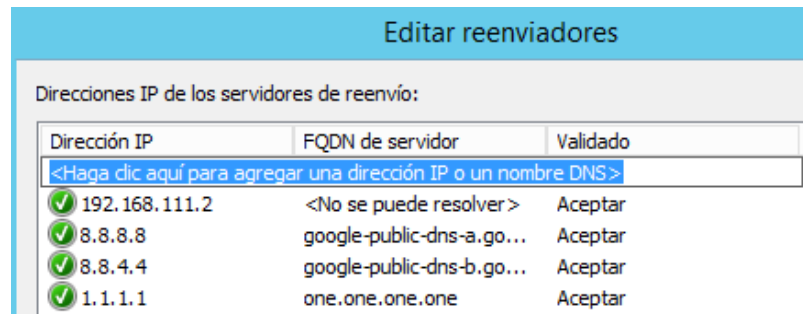 Editar reenviadores
Direcciones IP de los servidores de reenvío:
Dirección IP FQDN de servidor Validado
<Haga clic aquí para agregar una dirección IP o un nombre DNS>
192.168.111.2 <No se puede resolver> Aceptar
8.8.8.8 google-public-dns-a.go... Aceptar
8.8.4.4 google-public-dns-b.go... Aceptar
1.1.1.1 one.one.one.one Aceptar